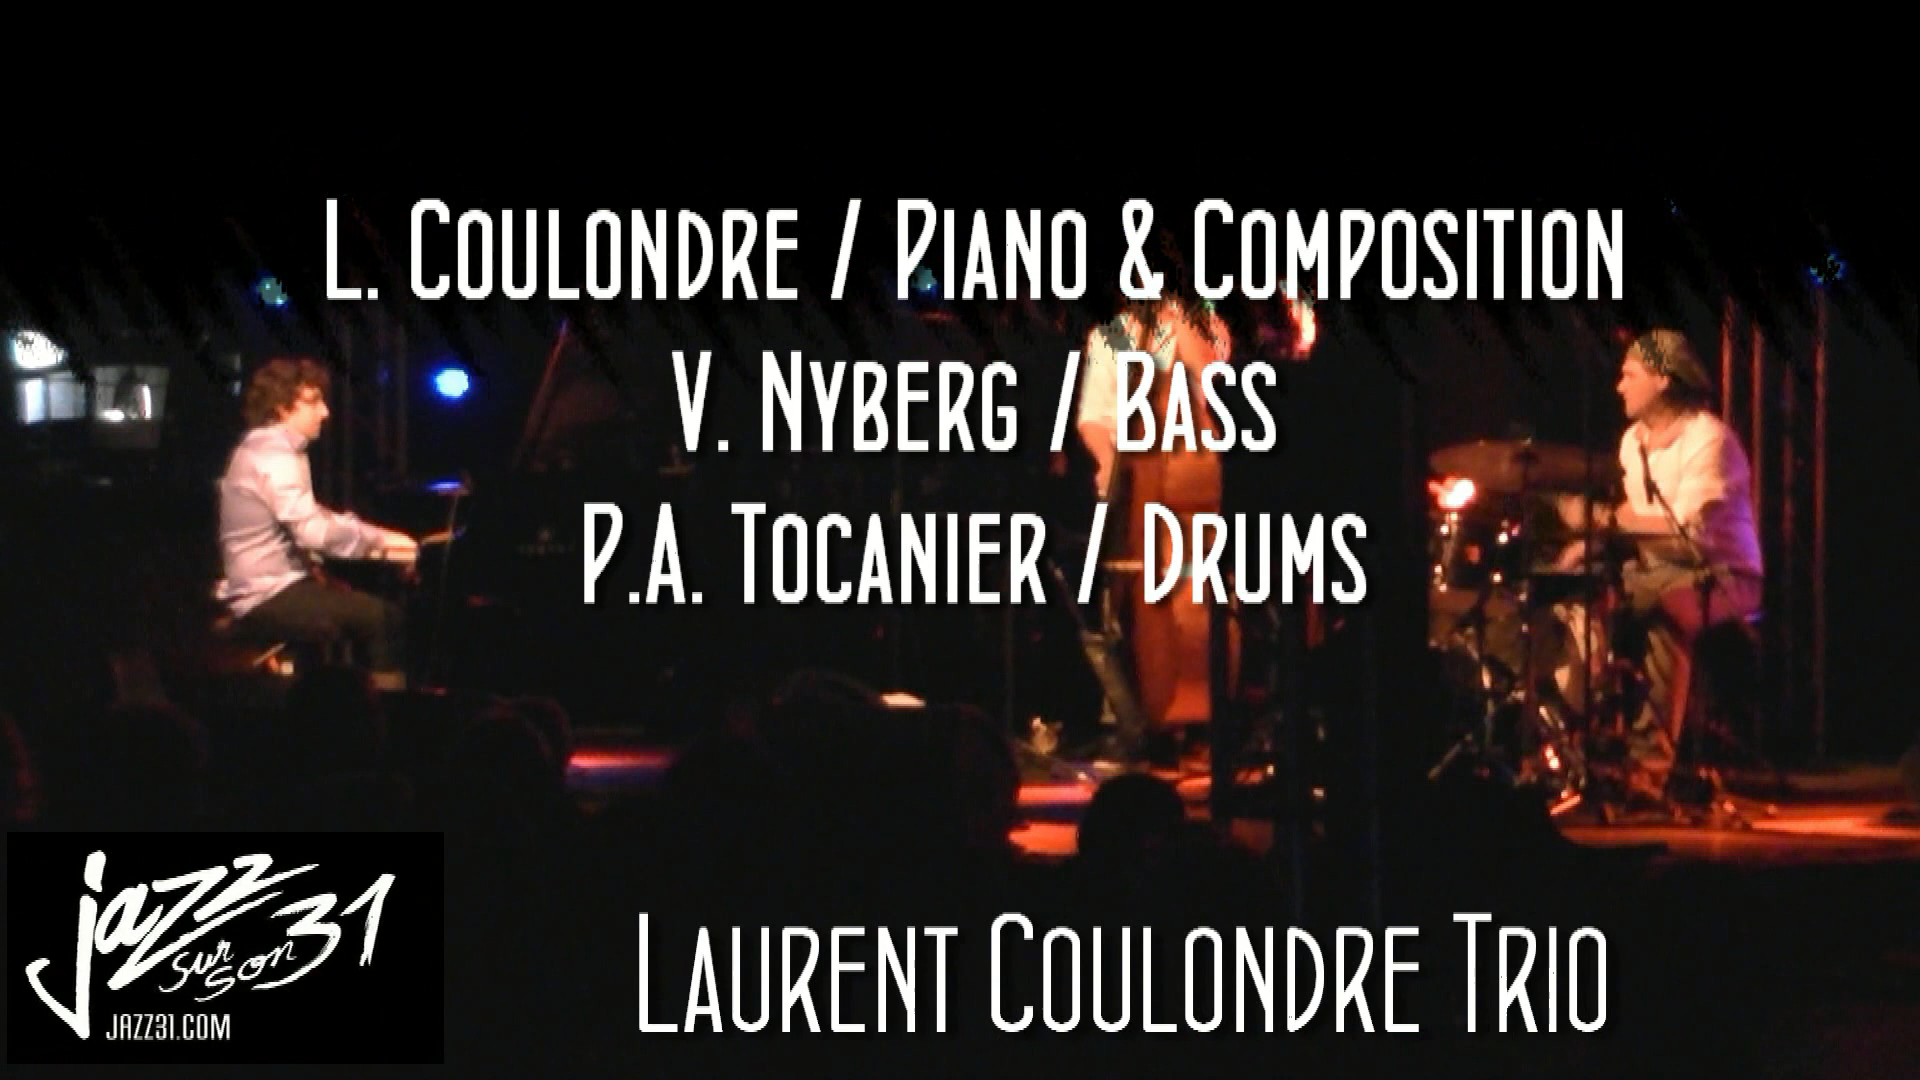 L. Coulondre / Piano & Composition
V. Nyberg / Bass
P.A. Tocanier / Drums
Laurent Coulondre Trio
jazz
sur
son
31
JAZZ31.COM